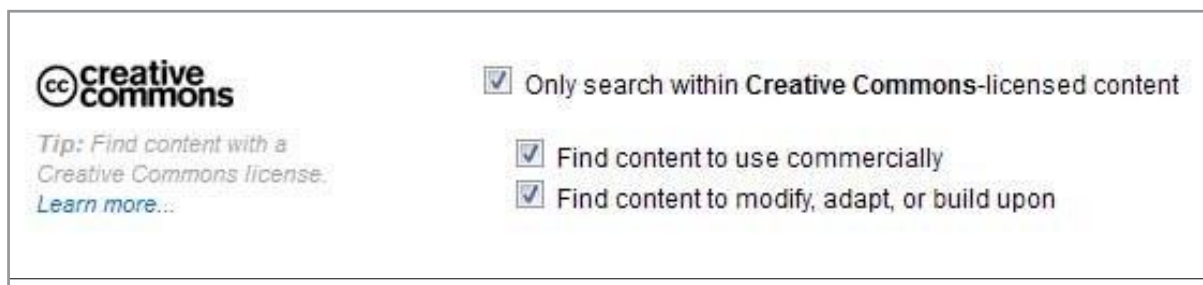 cc creative
commons
Tip: Find content with a
Creative Commons license.
Learn more...
Only search within Creative Commons-licensed content
Find content to use commercially
Find content to modify, adapt, or build upon